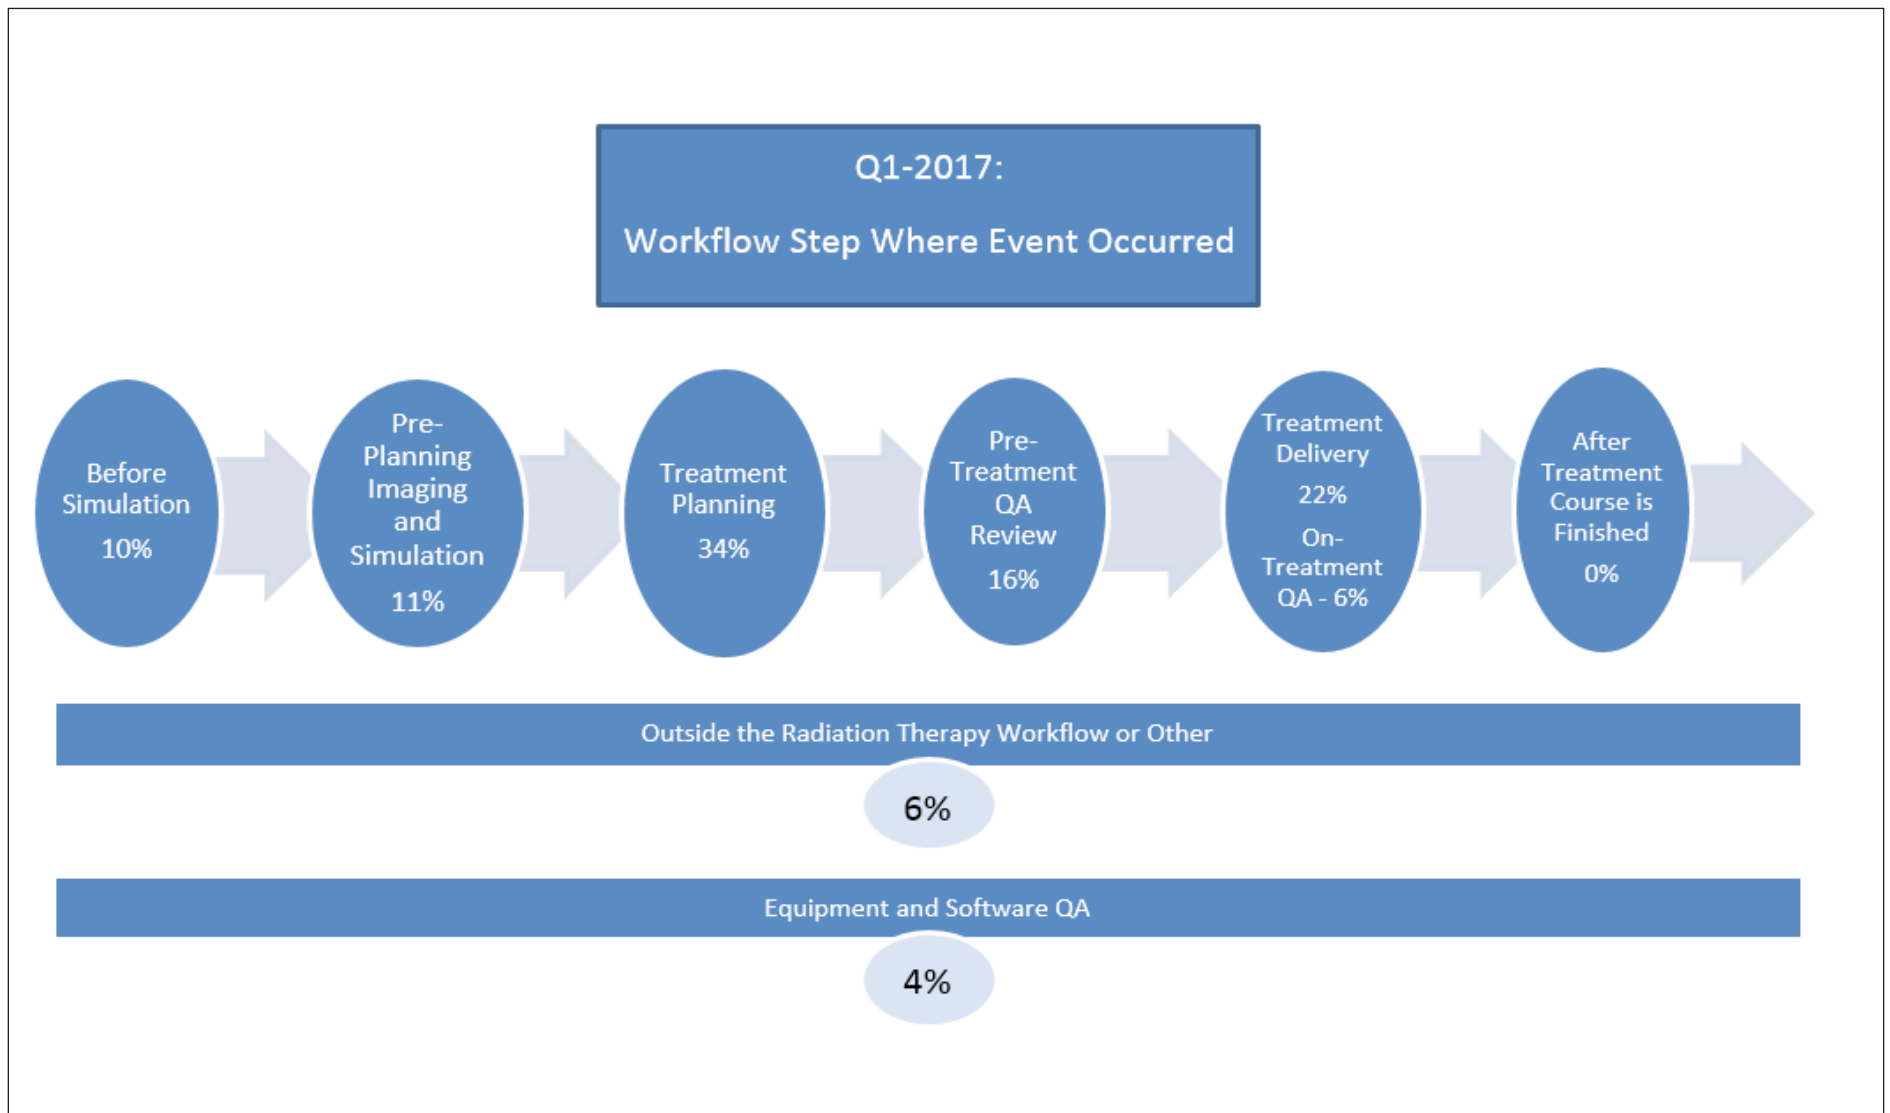 Q1-2017:
Workflow Step Where Event Occurred
Before
Simulation
10%
Pre-
Planning
Imaging
and
Simulation
11%
Treatment
Planning
34%
Pre-
Treatment
QA
Review
16%
Treatment
Delivery
22%
On-
Treatment
QA - 6%
After
Treatment
Course is
Finished
0%
Outside the Radiation Therapy Workflow or Other
6%
Equipment and Software QA
4%